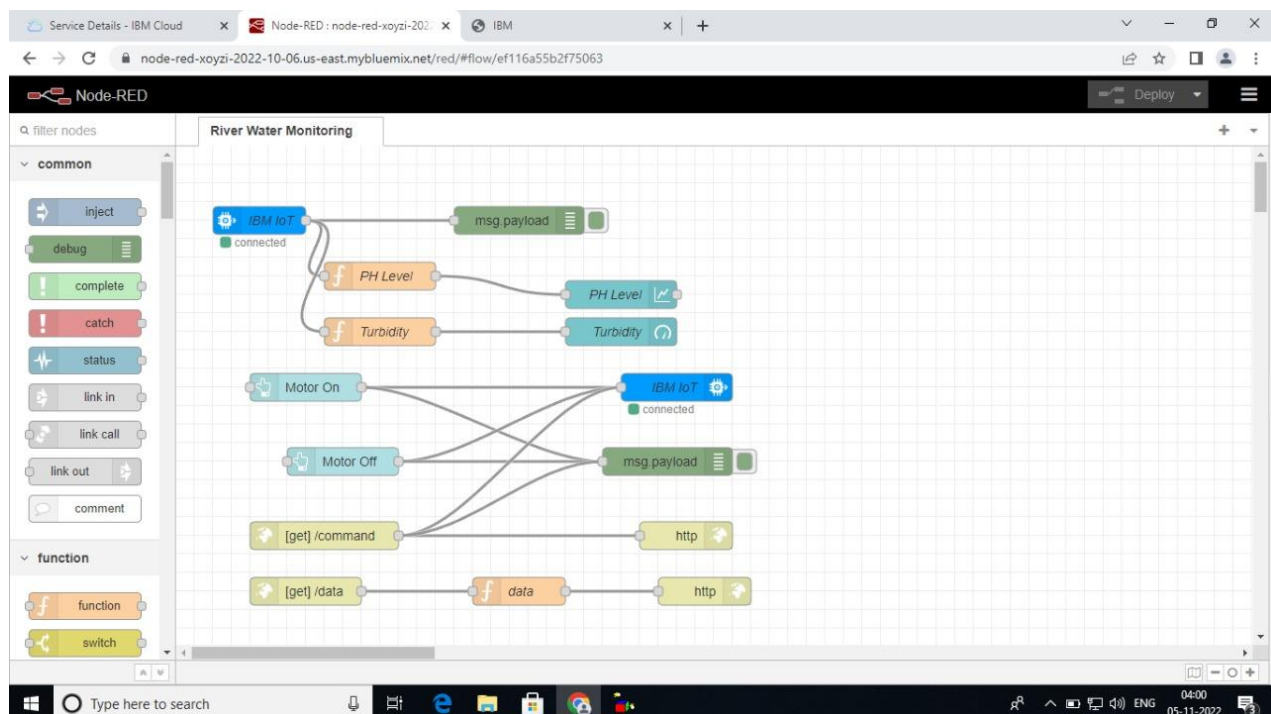 Service Details - IBM Cloud
Node-RED : node-red-xoyzi-202
IBM
node-red-xoyzi-2022-10-06.us-east.mybluemix.net/red/#flow/ef116a55b2f75063
Node-RED
Deploy
filter nodes
River Water Monitoring
common
inject
debug
complete
catch
status
link in
link call
link out
comment
function
function
switch
IBM IoT
connected
msg.payload
PH Level
PH Level
Turbidity
Turbidity
Motor On
IBM IoT
connected
Motor Off
msg.payload
[get] /command
http
[get] /data
data
http
Type here to search
ENG
04:00
05-11-2022
3